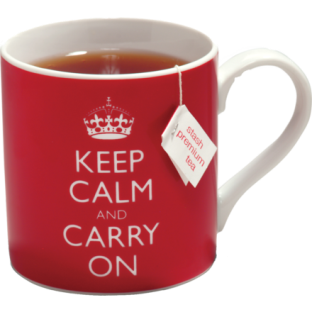 KEEP
CALM
AND
CARRY
ON
stash
premium
tea